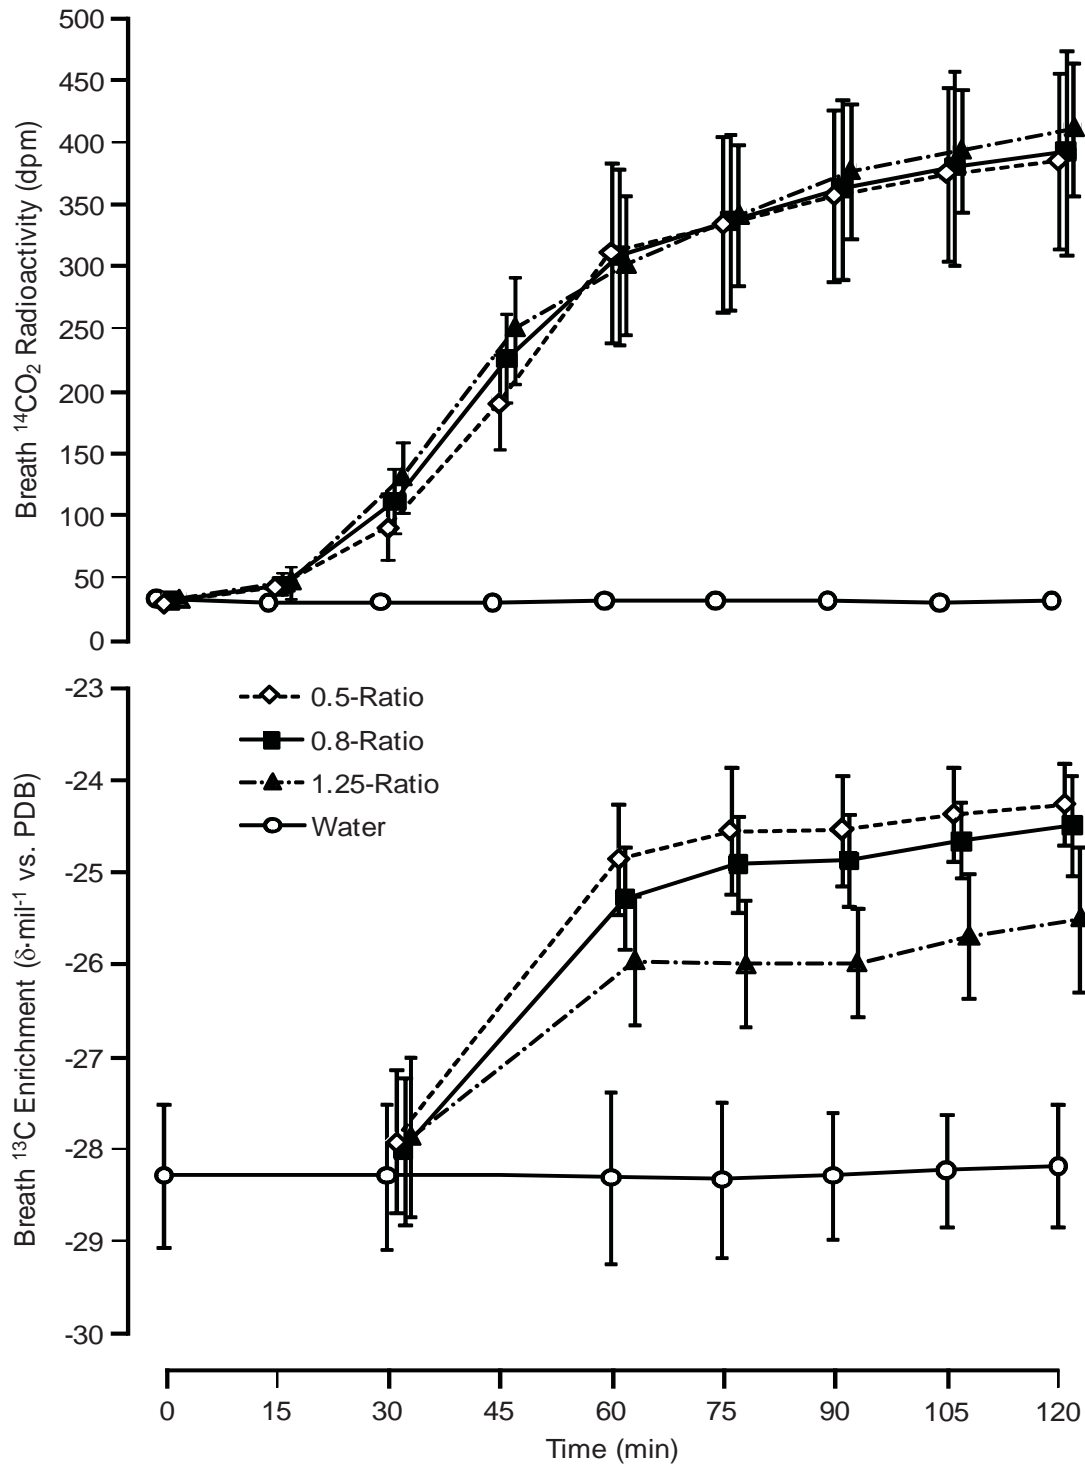 500
450
400
350
300
250
200
150
100
50
0
Breath ¹⁴CO₂ Radioactivity (dpm)
-23
-24
-25
-26
-27
-28
-29
-30
Breath ¹³C Enrichment (δ·mil⁻¹ vs. PDB)
0.5-Ratio
0.8-Ratio
1.25-Ratio
Water
0 15 30 45 60 75 90 105 120
Time (min)